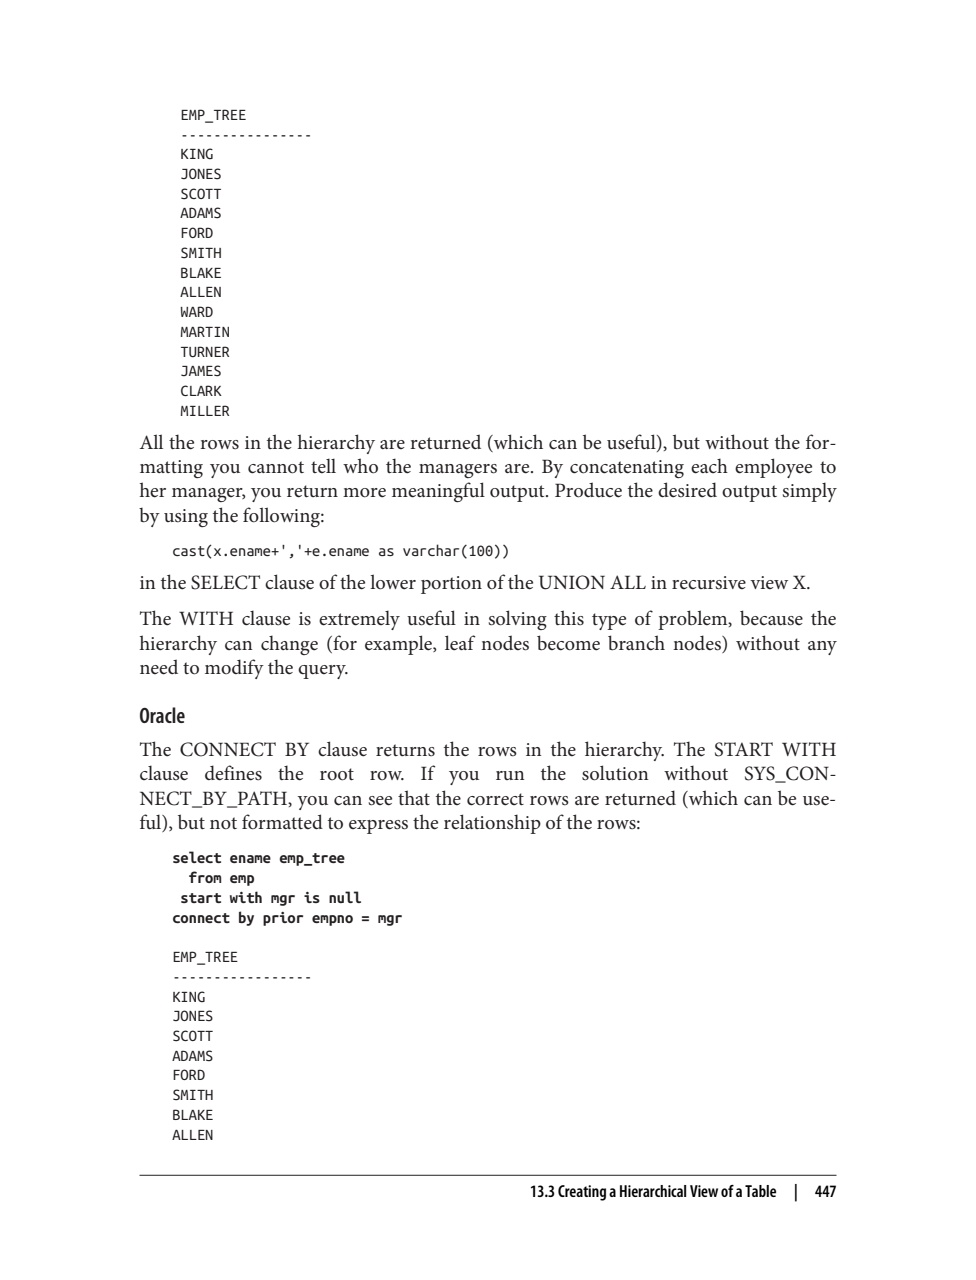 EMP_TREE
----------------
KING
JONES
SCOTT
ADAMS
FORD
SMITH
BLAKE
ALLEN
WARD
MARTIN
TURNER
JAMES
CLARK
MILLER
All the rows in the hierarchy are returned (which can be useful), but without the for-
matting you cannot tell who the managers are. By concatenating each employee to
her manager, you return more meaningful output. Produce the desired output simply
by using the following:
cast(x.ename+','+e.ename as varchar(100))
in the SELECT clause of the lower portion of the UNION ALL in recursive view X.
The WITH clause is extremely useful in solving this type of problem, because the
hierarchy can change (for example, leaf nodes become branch nodes) without any
need to modify the query.
Oracle
The CONNECT BY clause returns the rows in the hierarchy. The START WITH
clause defines the root row. If you run the solution without SYS_CON-
NECT_BY_PATH, you can see that the correct rows are returned (which can be use-
ful), but not formatted to express the relationship of the rows:
select ename emp_tree
from emp
start with mgr is null
connect by prior empno = mgr
EMP_TREE
-----------------
KING
JONES
SCOTT
ADAMS
FORD
SMITH
BLAKE
ALLEN
13.3 Creating a Hierarchical View of a Table | 447